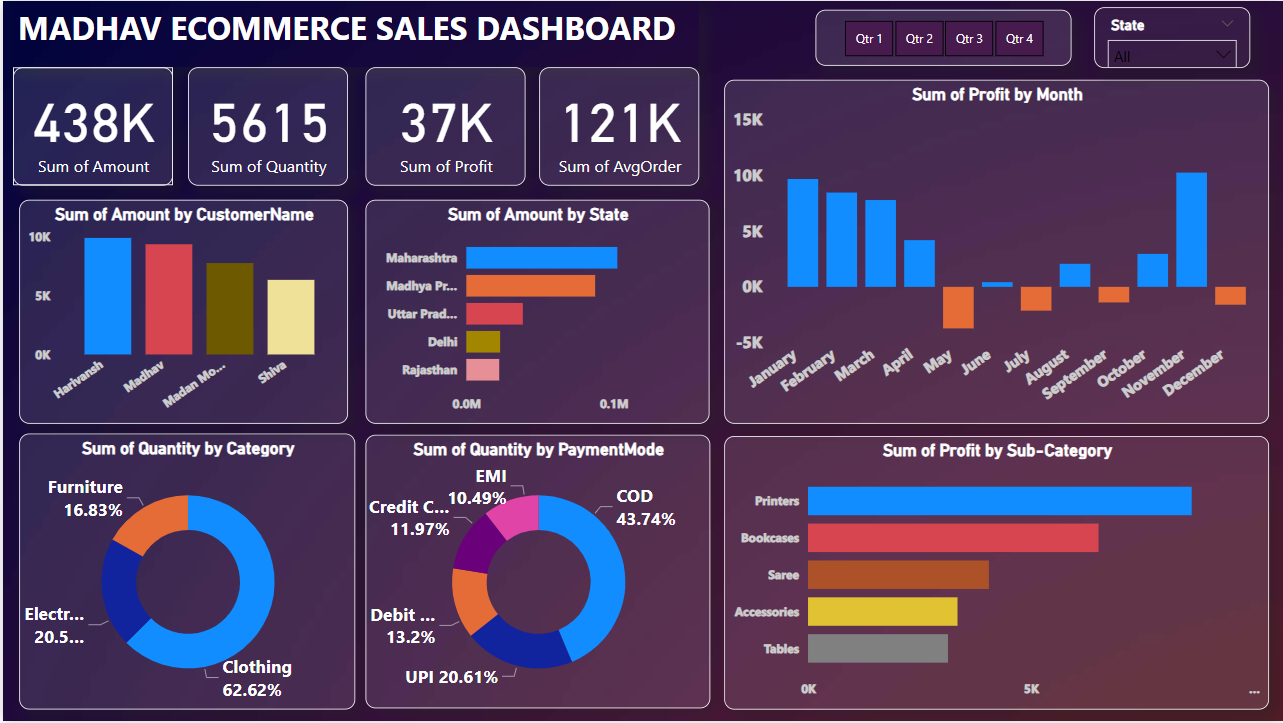 MADHAV ECOMMERCE SALES DASHBOARD
Qtr 1
Qtr 2
Qtr 3
Qtr 4
State
All
438K
Sum of Amount
5615
Sum of Quantity
37K
Sum of Profit
121K
Sum of AvgOrder
Sum of Profit by Month
15K
10K
5K
0K
-5K
January
February
March
April
May
June
July
August
September
October
November
December
Sum of Amount by CustomerName
10K
5K
0K
Harivansh
Madhav
Madan Mo...
Shiva
Sum of Amount by State
Maharashtra
Madhya Pr...
Uttar Prad...
Delhi
Rajasthan
0.0M
0.1M
Sum of Quantity by Category
Furniture
16.83%
Electr...
20.5...
Clothing
62.62%
Sum of Quantity by PaymentMode
EMI
10.49%
Credit C...
11.97%
COD
43.74%
Debit ...
13.2%
UPI 20.61%
Sum of Profit by Sub-Category
Printers
Bookcases
Saree
Accessories
Tables
0K
5K
...